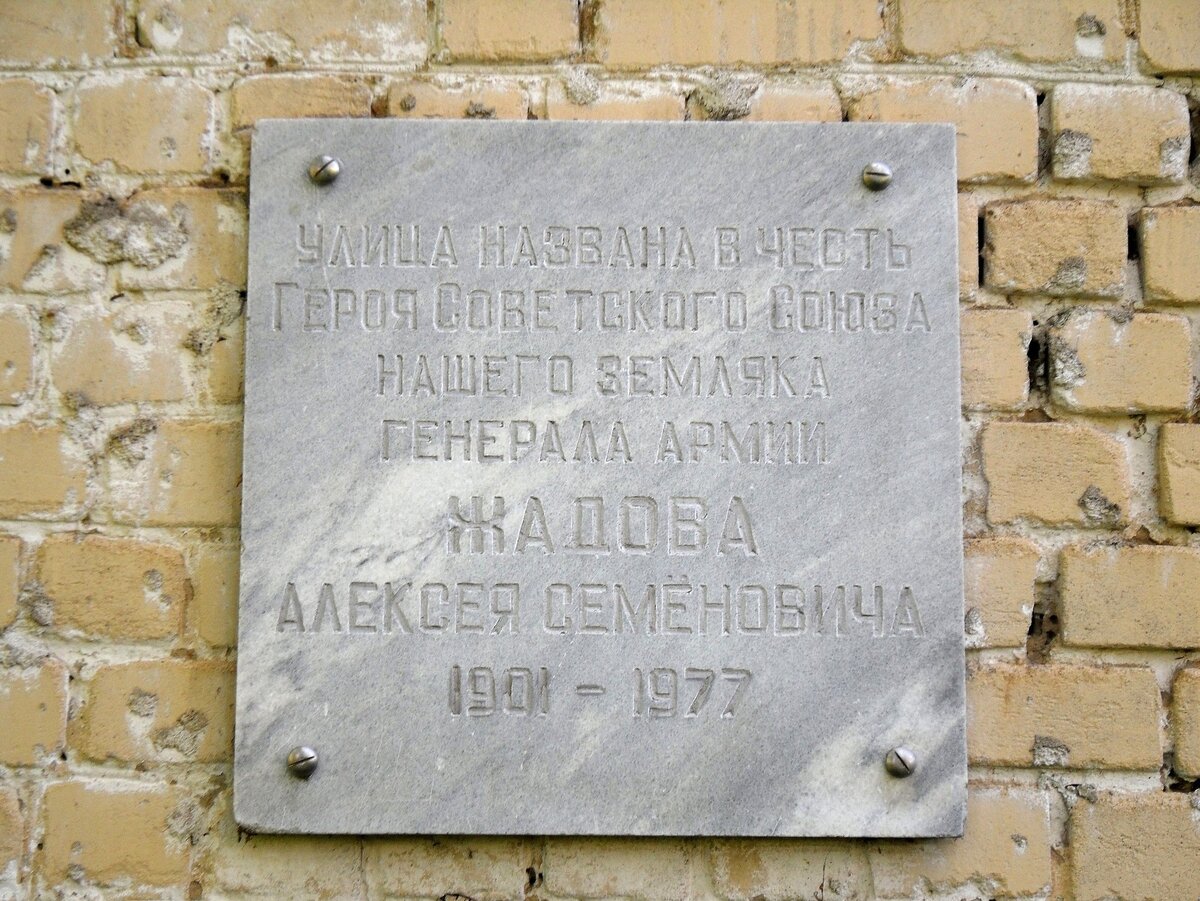 УЛИЦА НАЗВАНА В ЧЕСТЬ
ГЕРОЯ СОВЕТСКОГО СОЮЗА
НАШЕГО ЗЕМЛЯКА
ГЕНЕРАЛА АРМИИ
ЖАДОВА
АЛЕКСЕЯ СЕМЁНОВИЧА
1901 – 1977